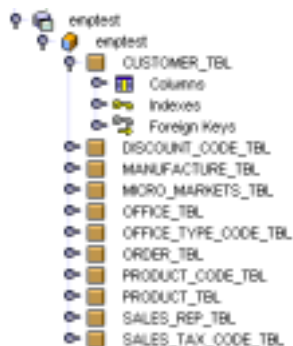 emptest
emptest
CUSTOMER_TBL
Columns
Indexes
Foreign Keys
DISCOUNT_CODE_TBL
MANUFACTURE_TBL
MICRO_MARKETS_TBL
OFFICE_TBL
OFFICE_TYPE_CODE_TBL
ORDER_TBL
PRODUCT_CODE_TBL
PRODUCT_TBL
SALES_REP_TBL
SALES_TAX_CODE_TBL